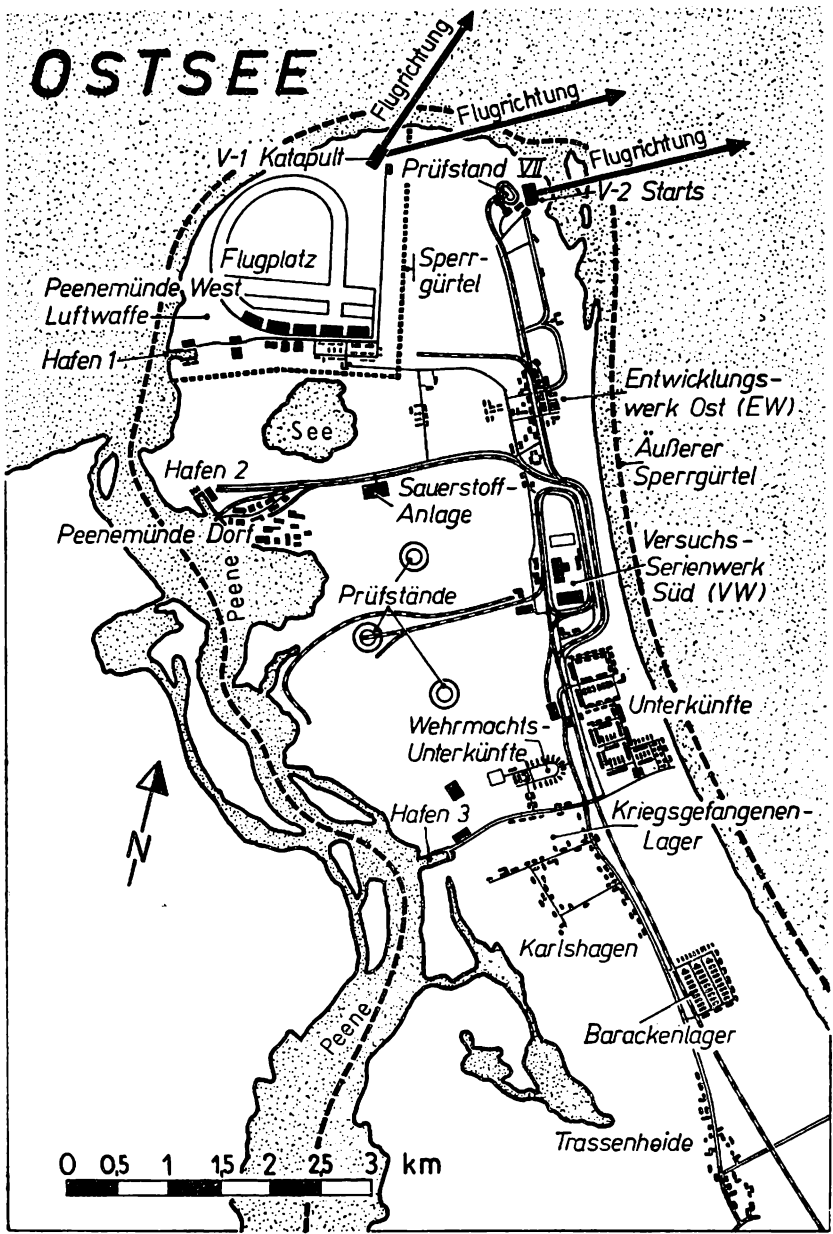 OSTSEE
Flugrichtung
Flugrichtung
Flugrichtung
V-1 Katapult
Prüfstand VII
V-2 Starts
Flugplatz
Sperr-
gürtel
Peenemünde West
Luftwaffe
Hafen 1
Entwicklungs-
werk Ost (EW)
See
Äußerer
Sperrgürtel
Hafen 2
Sauerstoff-
Anlage
Peenemünde Dorf
Versuchs-
Serienwerk
Süd (VW)
Peene
Prüfstände
Unterkünfte
Wehrmachts-
Unterkünfte
Hafen 3
Kriegsgefangenen-
Lager
N
Karlshagen
Peene
Barackenlager
Trassenheide
0 0,5 1 1,5 2 2,5 3 km